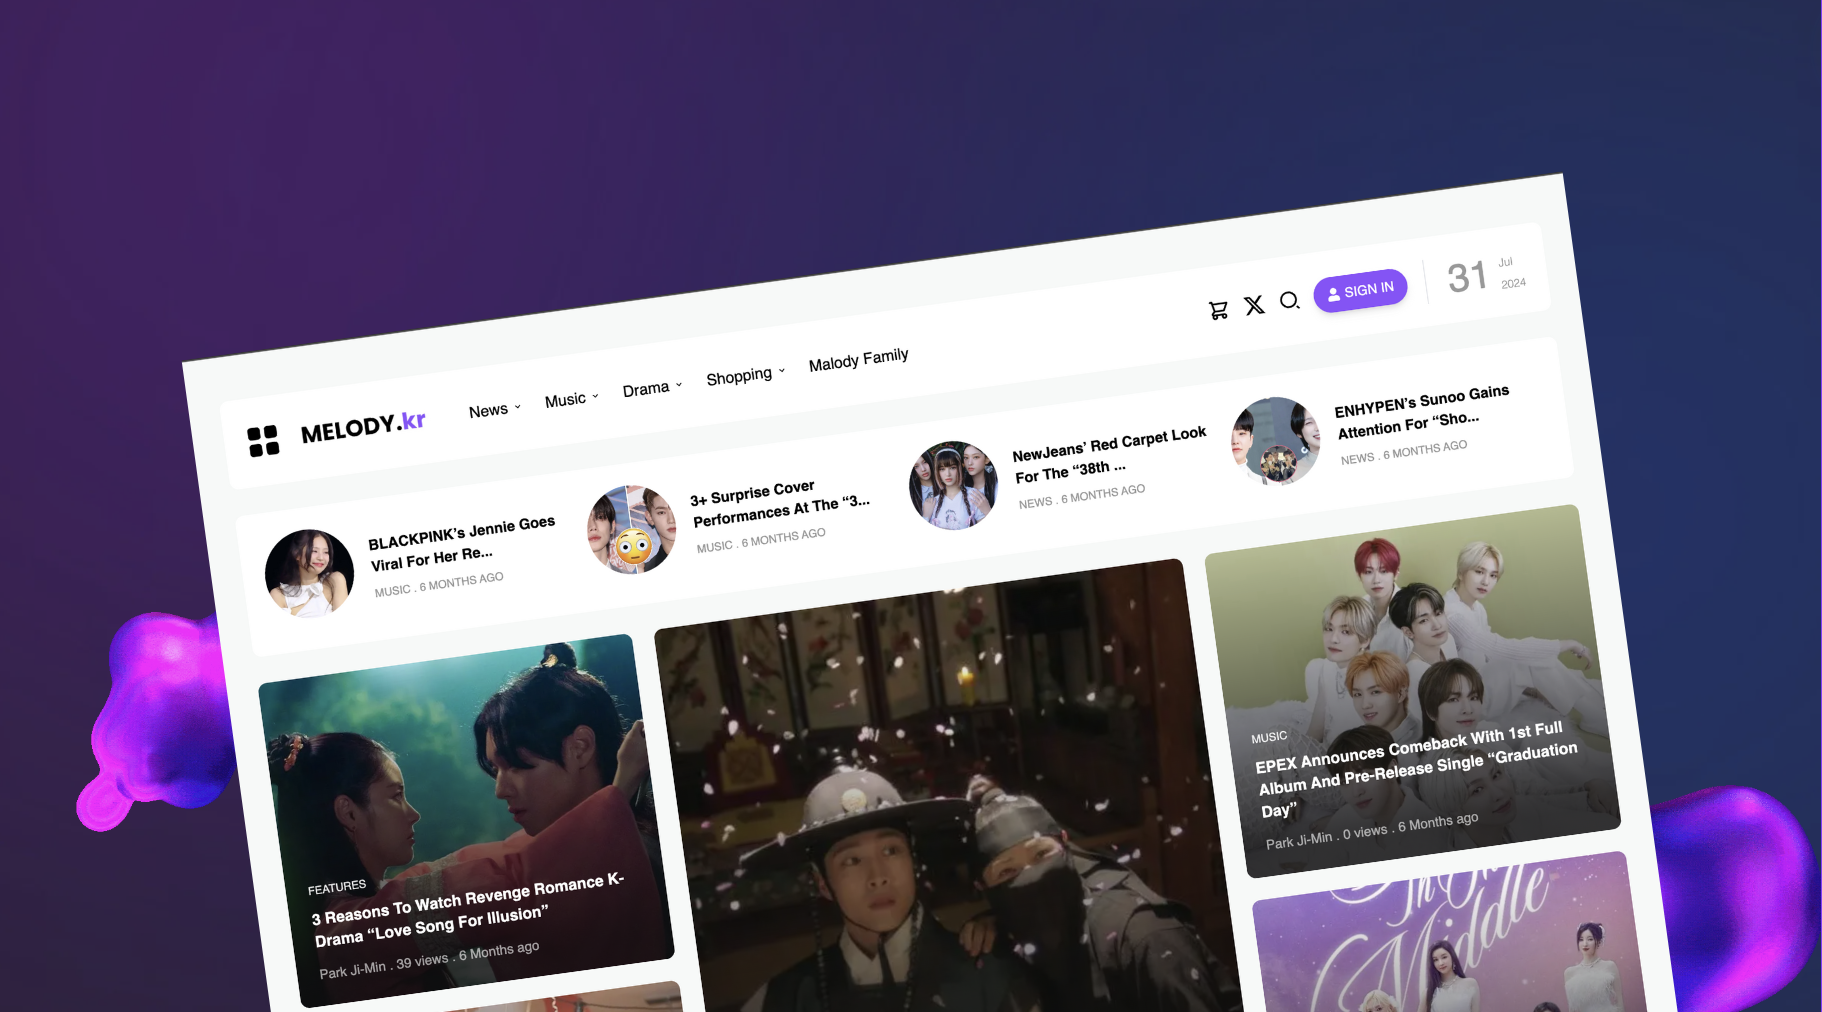 MELODY.kr
News
Music
Drama
Shopping
Malody Family
SIGN IN
31
Jul
2024
BLACKPINK’s Jennie Goes
Viral For Her Re...
MUSIC . 6 MONTHS AGO
3+ Surprise Cover
Performances At The “3...
MUSIC . 6 MONTHS AGO
NewJeans’ Red Carpet Look
For The “38th ...
NEWS . 6 MONTHS AGO
ENHYPEN’s Sunoo Gains
Attention For “Sho...
NEWS . 6 MONTHS AGO
FEATURES
3 Reasons To Watch Revenge Romance K-
Drama “Love Song For Illusion”
Park Ji-Min . 39 views . 6 Months ago
MUSIC
EPEX Announces Comeback With 1st Full
Album And Pre-Release Single “Graduation
Day”
Park Ji-Min . 0 views . 6 Months ago
Middle